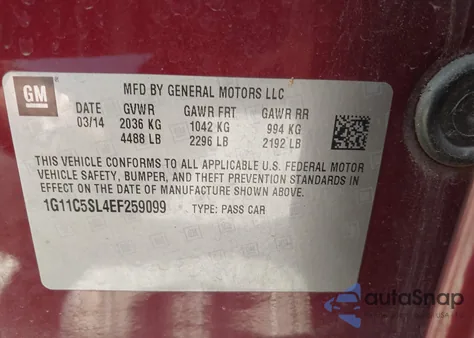 GM
MFD BY GENERAL MOTORS LLC
DATE GVWR GAWR FRT GAWR RR
03/14 2036 KG 1042 KG 994 KG
4488 LB 2296 LB 2192 LB
THIS VEHICLE CONFORMS TO ALL APPLICABLE U.S. FEDERAL MOTOR
VEHICLE SAFETY, BUMPER, AND THEFT PREVENTION STANDARDS IN
EFFECT ON THE DATE OF MANUFACTURE SHOWN ABOVE.
1G11C5SL4EF259099 TYPE: PASS CAR
autoSnap